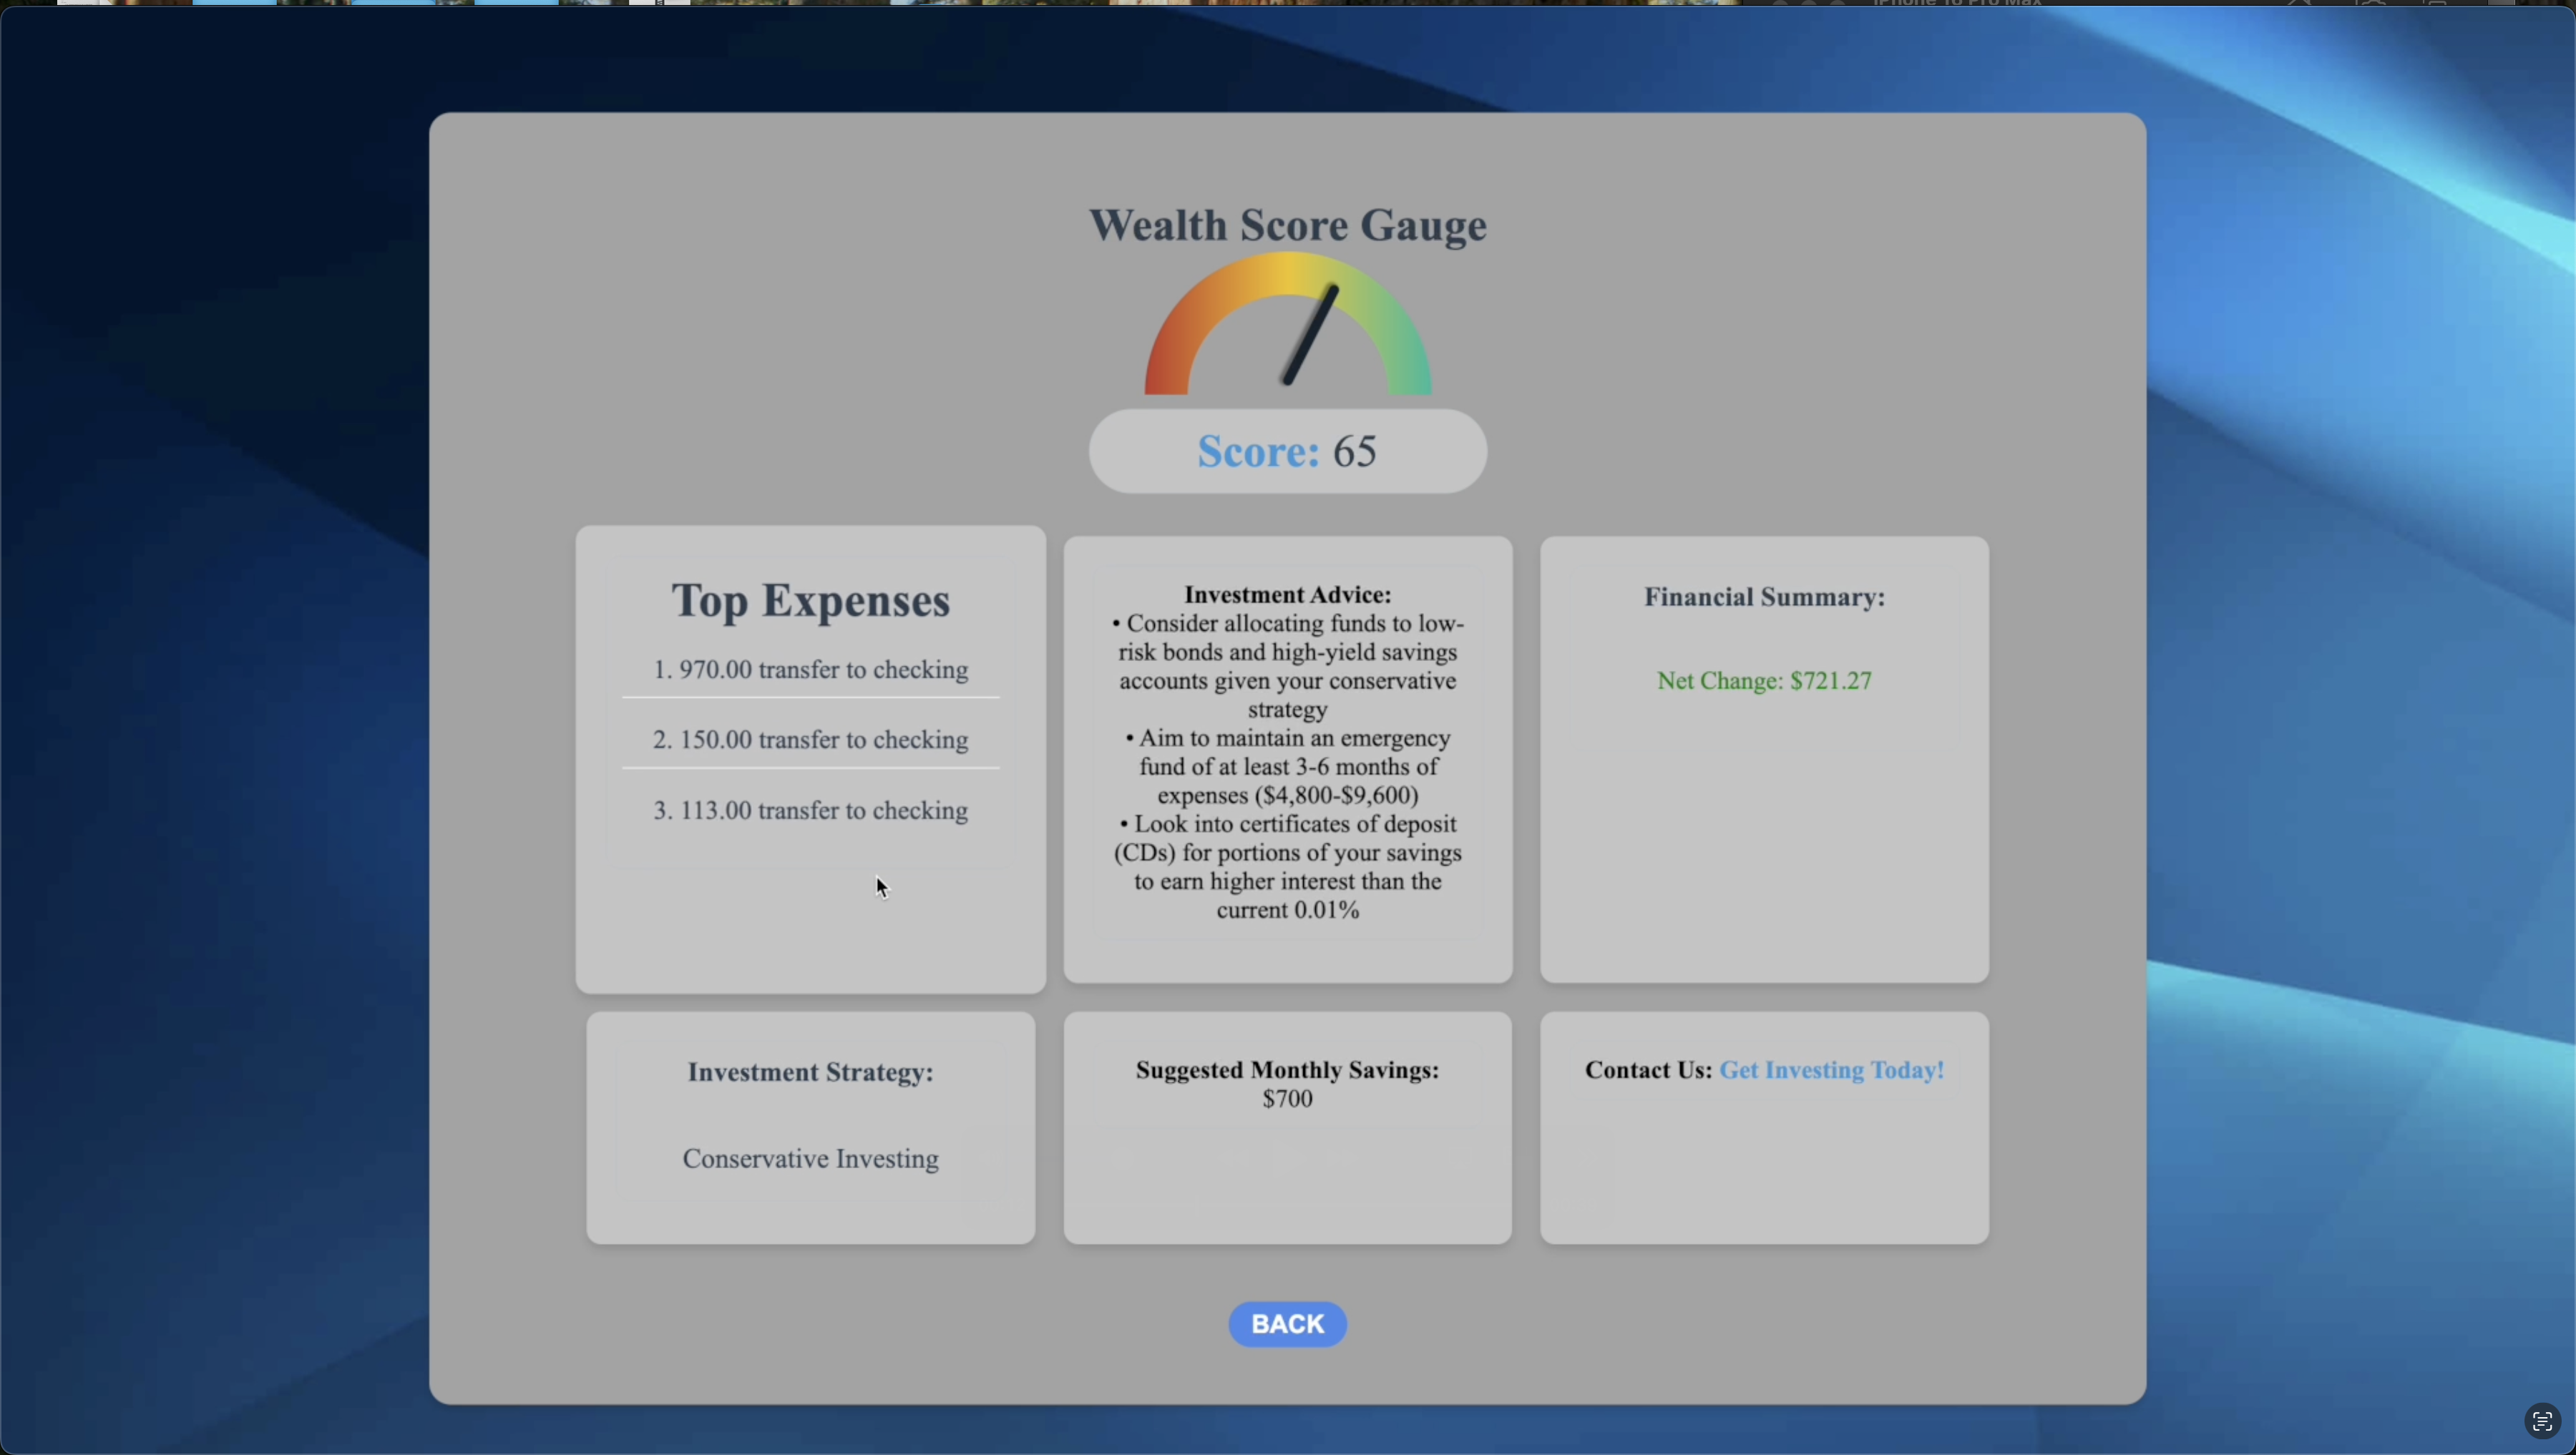 Wealth Score Gauge
Score: 65
Top Expenses
1. 970.00 transfer to checking
2. 150.00 transfer to checking
3. 113.00 transfer to checking
Investment Advice:
• Consider allocating funds to low-
risk bonds and high-yield savings
accounts given your conservative
strategy
• Aim to maintain an emergency
fund of at least 3-6 months of
expenses ($4,800-$9,600)
• Look into certificates of deposit
(CDs) for portions of your savings
to earn higher interest than the
current 0.01%
Financial Summary:
Net Change: $721.27
Investment Strategy:
Conservative Investing
Suggested Monthly Savings:
$700
Contact Us: Get Investing Today!
BACK